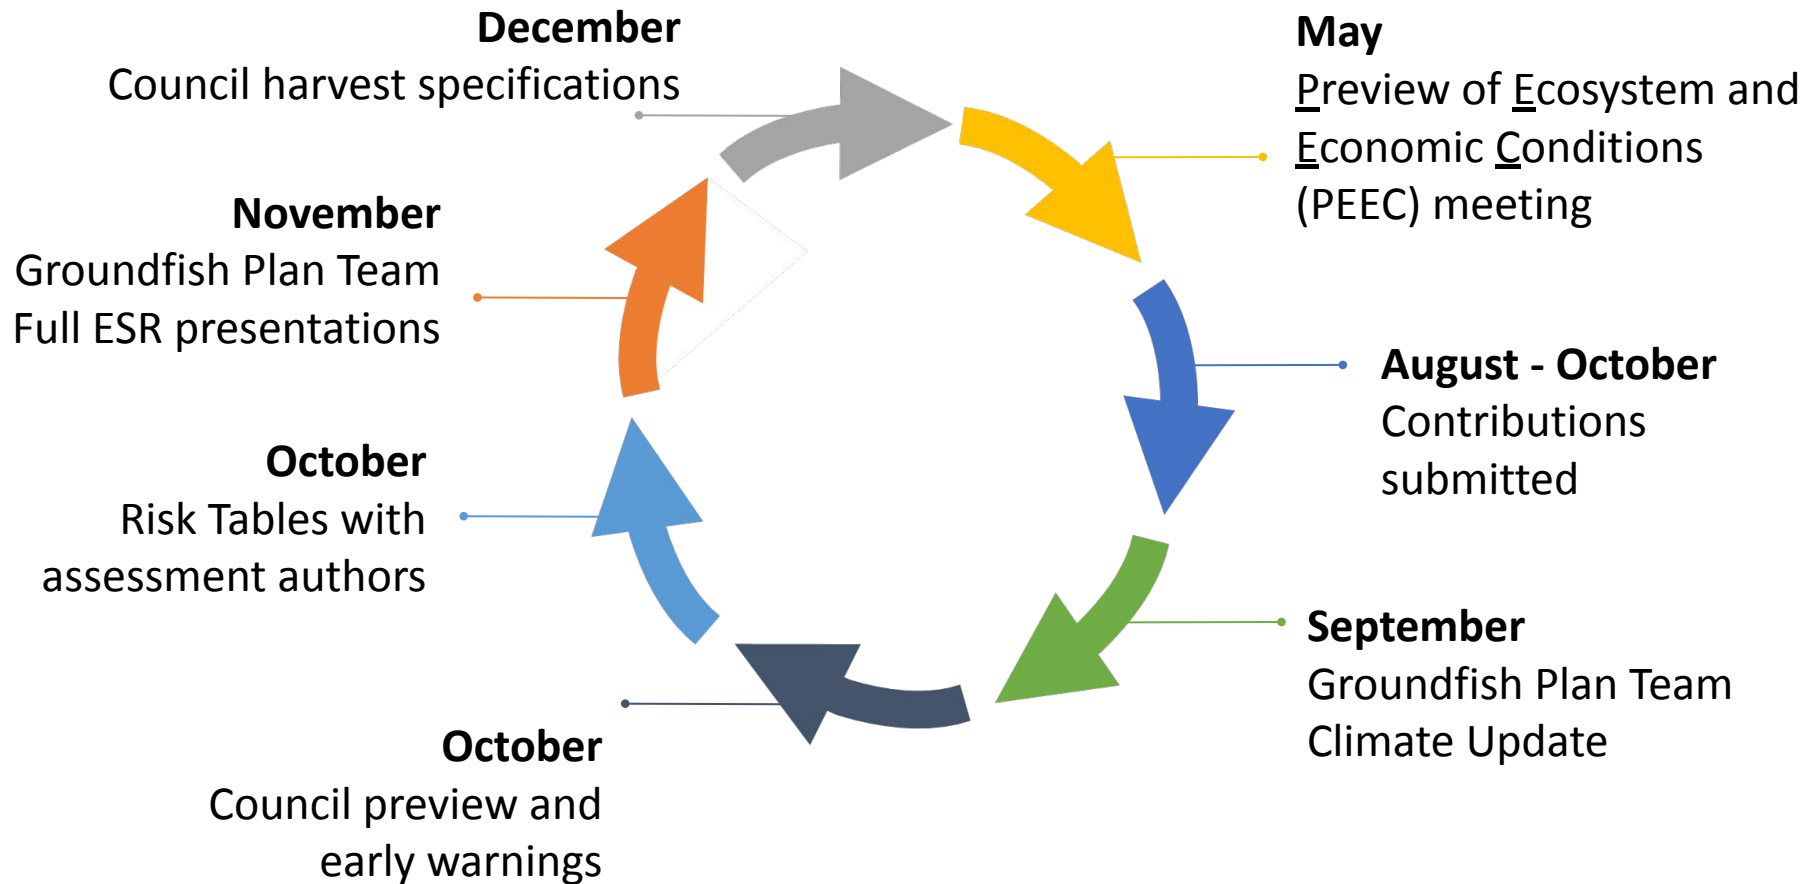 December
Council harvest specifications
May
Preview of Ecosystem and
Economic Conditions
(PEEC) meeting
August - October
Contributions
submitted
September
Groundfish Plan Team
Climate Update
October
Council preview and
early warnings
October
Risk Tables with
assessment authors
November
Groundfish Plan Team
Full ESR presentations